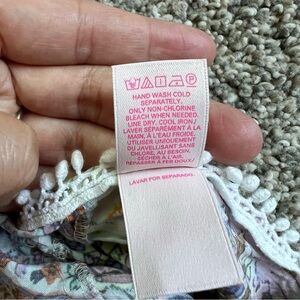 HAND WASH COLD
SEPARATELY.
ONLY NON-CHLORINE
BLEACH WHEN NEEDED.
LINE DRY. COOL IRON./
LAVER SÉPARÉMENT À LA
MAIN, À L'EAU FROIDE.
UTILISER UNIQUEMENT
DU JAVELLISANT SANS
CHLORE, AU BESOIN.
SÉCHER À L'AIR.
REPASSER À FER DOUX./
LAVAR POR SEPARADO.